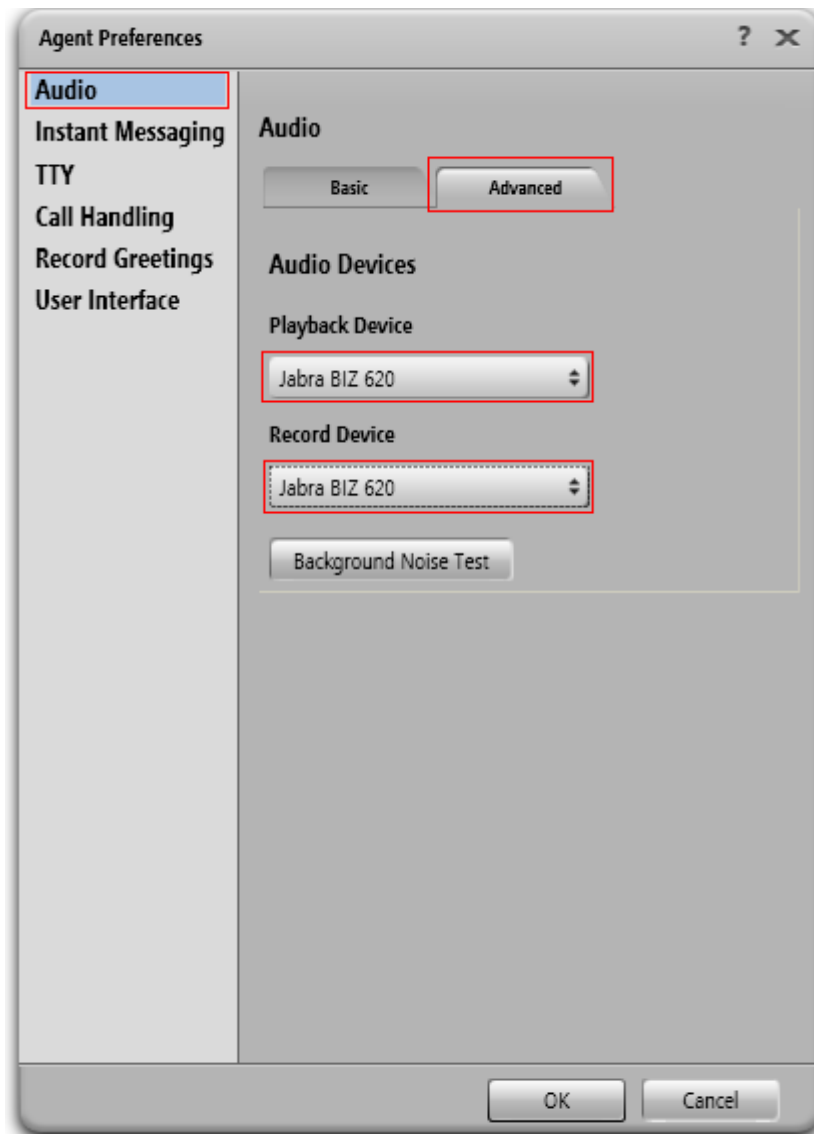 Agent Preferences ?
Audio
Instant Messaging
TTY
Call Handling
Record Greetings
User Interface
Audio
Basic Advanced
Audio Devices
Playback Device
Jabra BIZ 620
Record Device
Jabra BIZ 620
Background Noise Test
OK Cancel